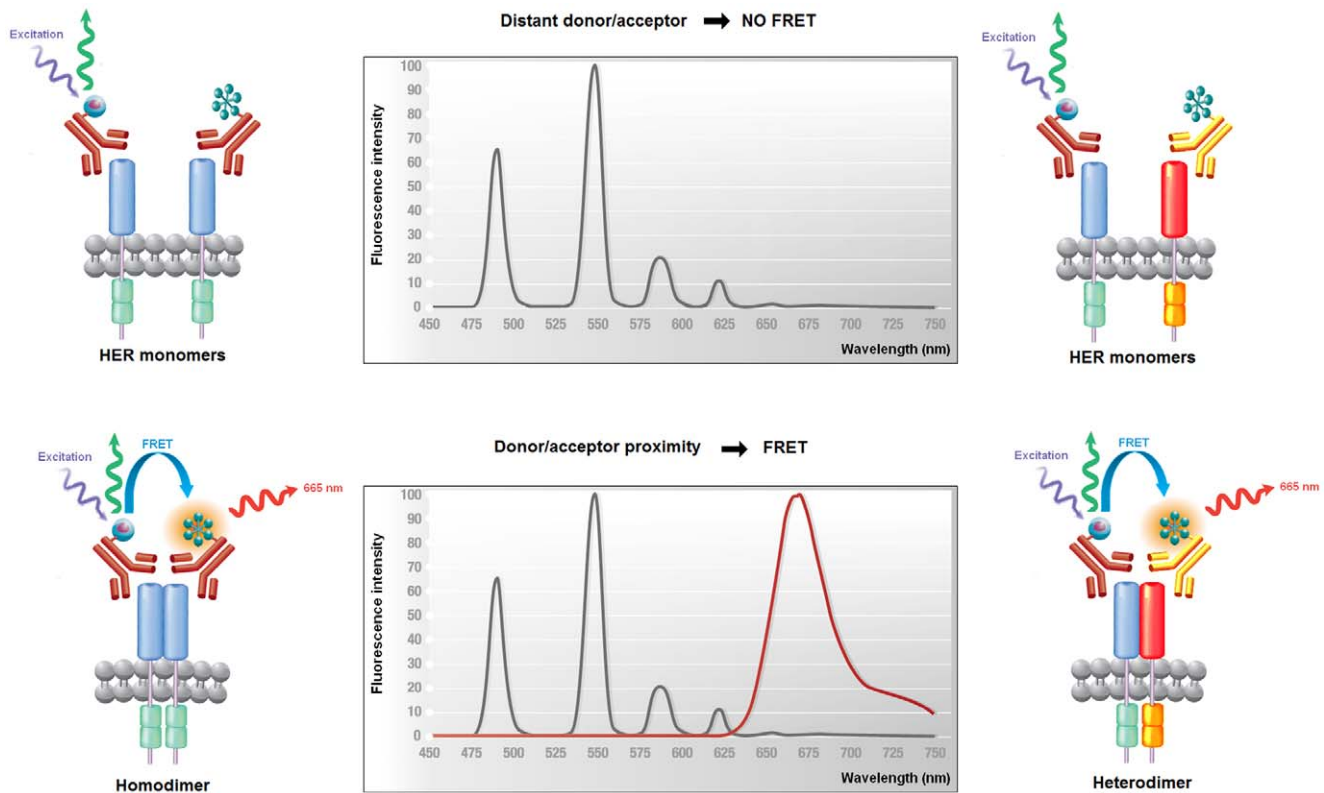 Distant donor/acceptor → NO FRET
Excitation
HER monomers
Fluorescence intensity
100
90
80
70
60
50
40
30
20
10
0
450 475 500 525 550 575 600 625 650 675 700 725 750
Wavelength (nm)
Excitation
HER monomers
Donor/acceptor proximity → FRET
FRET
Excitation
665 nm
Homodimer
Fluorescence intensity
100
90
80
70
60
50
40
30
20
10
0
450 475 500 525 550 575 600 625 650 675 700 725 750
Wavelength (nm)
FRET
Excitation
665 nm
Heterodimer